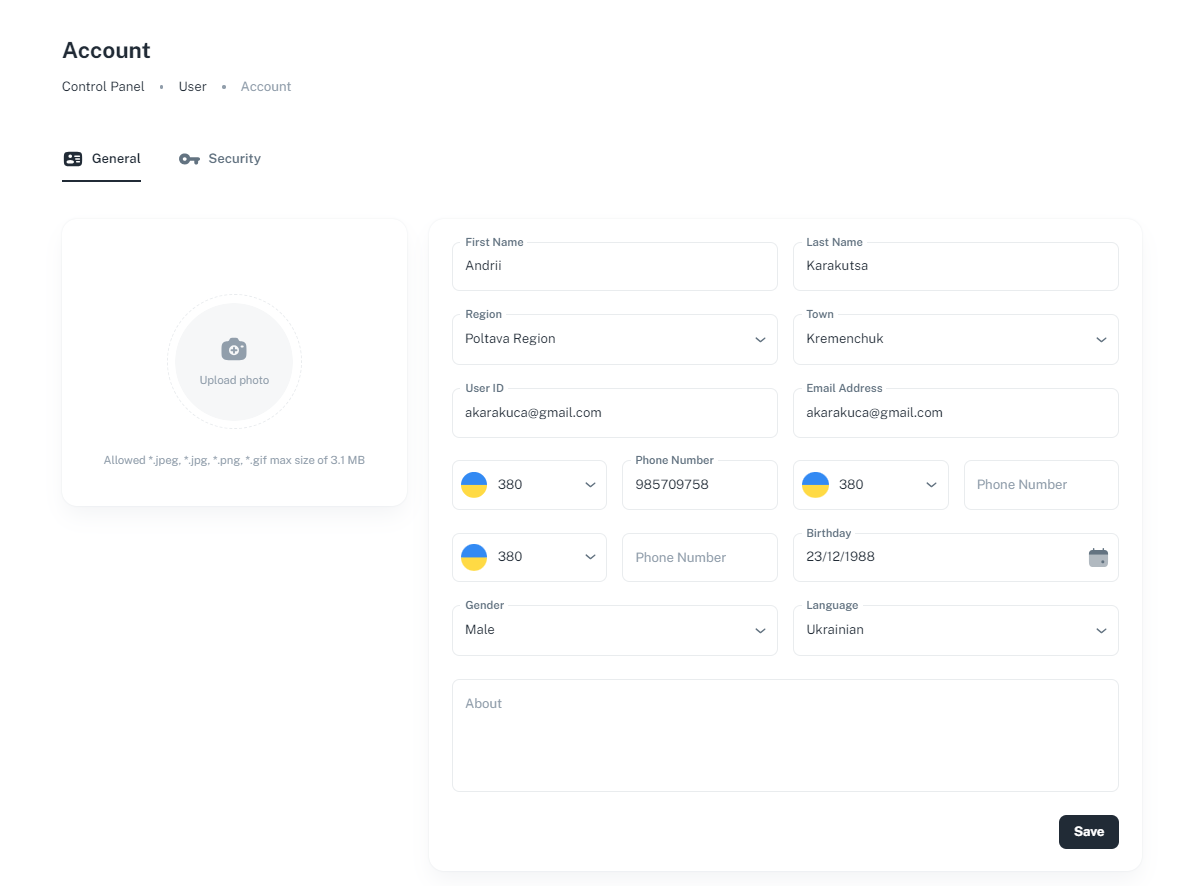 Account
Control Panel • User • Account
General Security
Upload photo
Allowed *.jpeg, *.jpg, *.png, *.gif max size of 3.1 MB
First Name
Andrii
Last Name
Karakutsa
Region
Poltava Region
Town
Kremenchuk
User ID
akarakuca@gmail.com
Email Address
akarakuca@gmail.com
380
Phone Number
985709758
380
Phone Number
380
Phone Number
Birthday
23/12/1988
Gender
Male
Language
Ukrainian
About
Save